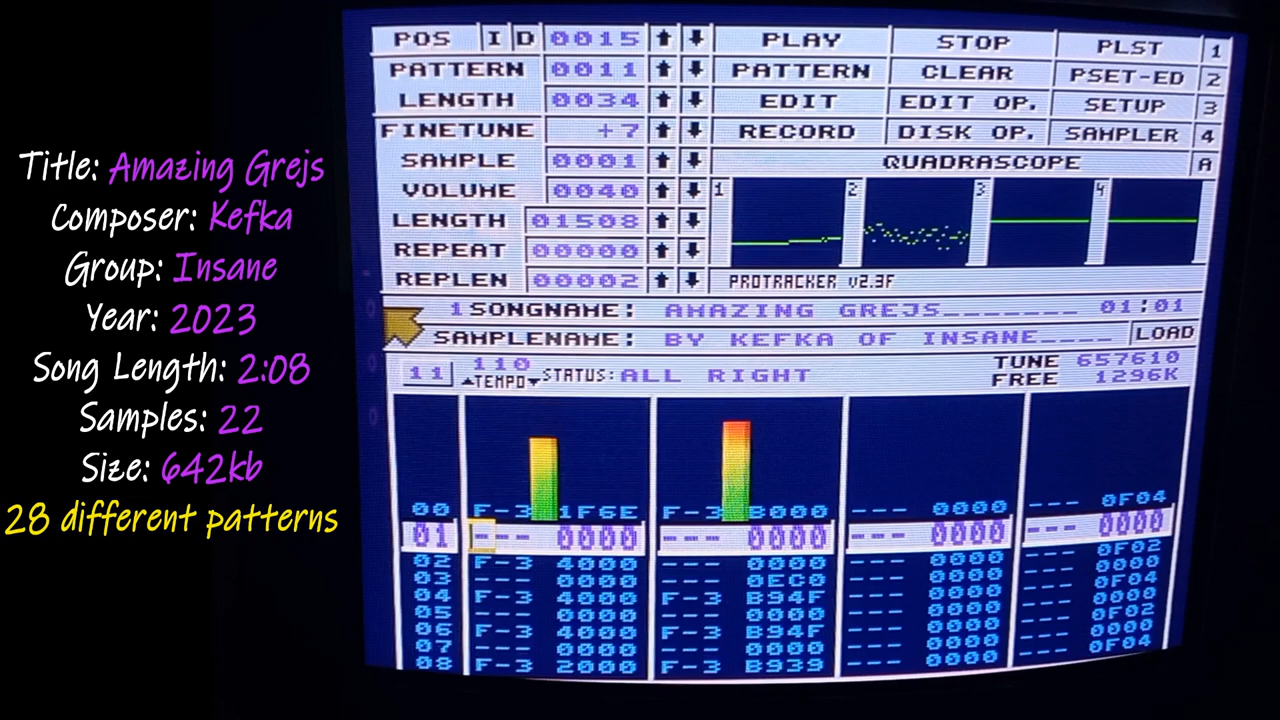 Title: Amazing Grejs
Composer: Kefka
Group: Insane
Year: 2023
Song Length: 2:08
Samples: 22
Size: 642kb
28 different patterns
POS I D 0015 PLAY STOP PLST 1
PATTERN 0011 PATTERN CLEAR PSET-ED 2
LENGTH 0034 EDIT EDIT OP. SETUP 3
FINETUNE +7 RECORD DISK OP. SAMPLER 4
SAMPLE 0001 QUADRASCOPE A
VOLUME 0040 1 2 3 4
LENGTH 01508
REPEAT 00000
REPLEN 00002 PROTRACKER V2.3F
1 SONGNAME: AMAZING GREJS_______ 01:01
SAMPLENAME: BY KEFKA OF INSANE____ LOAD
11 110 TEMPO STATUS: ALL RIGHT TUNE 657610
FREE 1296K
00 F-3 1F6E F-3 B000 --- 0000 --- 0F04
01 --- 0000 --- 0000 --- 0000 --- 0000
02 F-3 4000 --- 0000 --- 0000 --- 0F02
03 --- 0000 --- 0EC0 --- 0000 --- 0000
04 F-3 4000 F-3 B94F --- 0000 --- 0F04
05 --- 0000 --- 0000 --- 0000 --- 0000
06 F-3 4000 F-3 B94F --- 0000 --- 0F02
07 --- 0000 --- 0000 --- 0000 --- 0000
08 F-3 2000 F-3 B939 --- 0000 --- 0F04